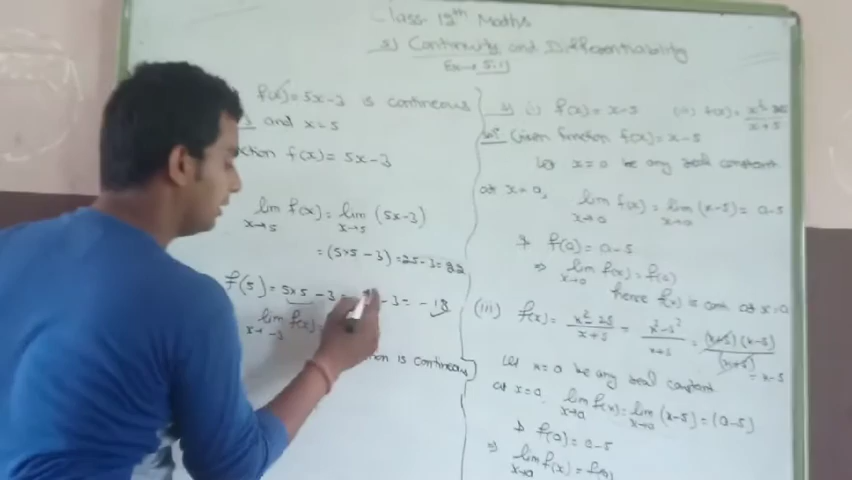 Class 12th Maths
5) Continuity and Differentiability
Ex → 5.1
f(x) = 5x-3 is continuous
and x = 5
function f(x) = 5x-3
lim f(x) = lim (5x-3)
x→5 x→5
= (5×5-3) = 25-3 = 22
f(5) = 5×5-3 = -3 = -18
lim f(x) =
x→-3
is continuous
i) f(x) = x-5 (iii) f(x) = x²-25 / x+5
Given function f(x) = x-5
Let x = a be any real constant
at x = a, lim f(x) = lim (x-5) = a-5
x→a x→a
f(a) = a-5
⇒ lim f(x) = f(a)
x→a
hence f(x) is cont at x = a
(iii) f(x) = x²-25 / x+5 = x²-5² / x+5 = (x+5)(x-5) / (x+5)
= x-5
Let x = a be any real constant
at x = a, lim f(x) = lim (x-5) = (a-5)
x→a x→a
f(a) = a-5
⇒ lim f(x) = f(a)
x→a